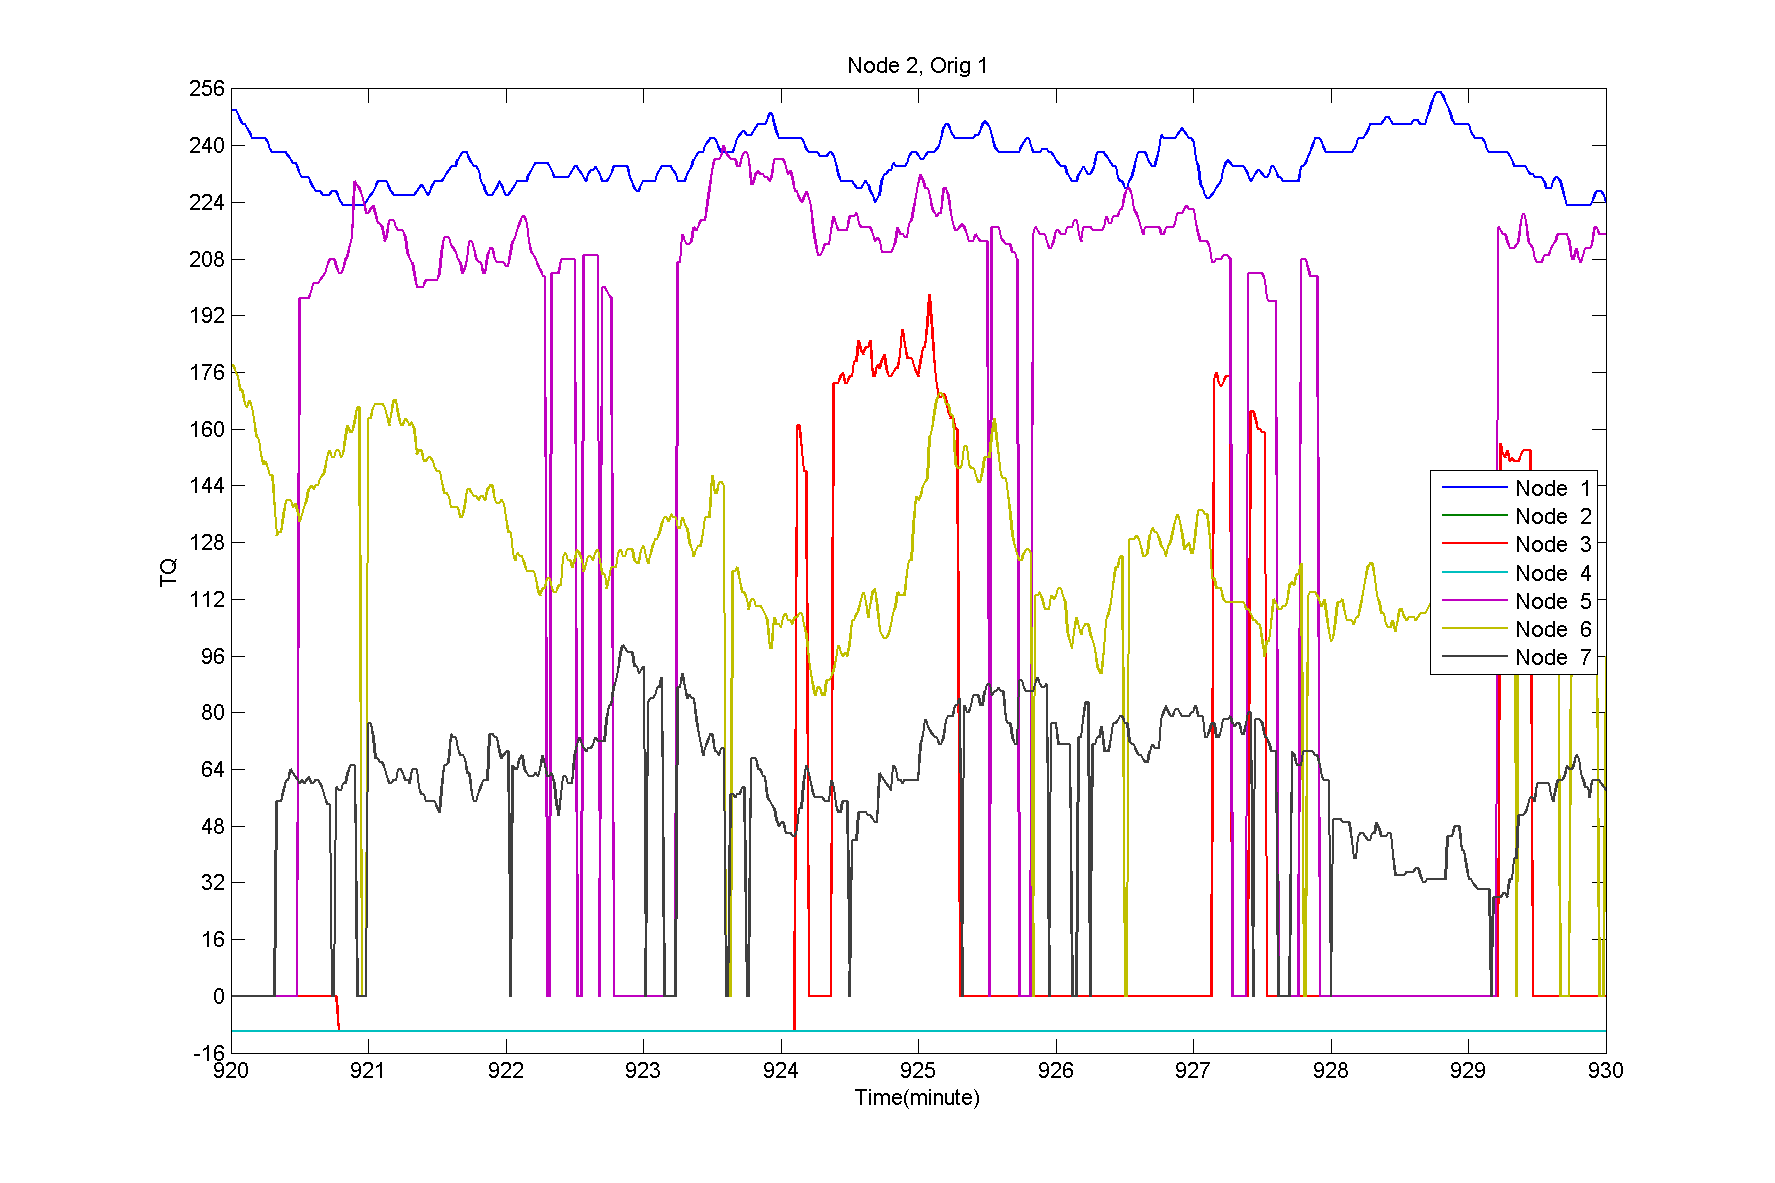 Node 2, Orig 1
256
240
224
208
192
176
160
144
128
112
96
80
64
48
32
16
0
-16
TQ
Node 1
Node 2
Node 3
Node 4
Node 5
Node 6
Node 7
920 921 922 923 924 925 926 927 928 929 930
Time(minute)